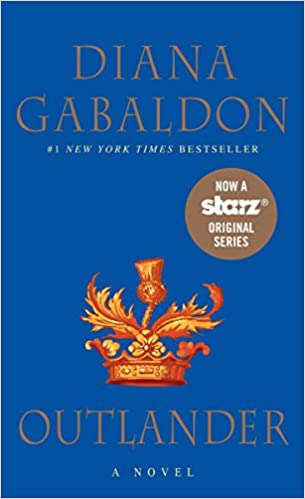 DIANA
GABALDON
#1 NEW YORK TIMES BESTSELLER
NOW A
starz®
ORIGINAL
SERIES
OUTLANDER
A NOVEL